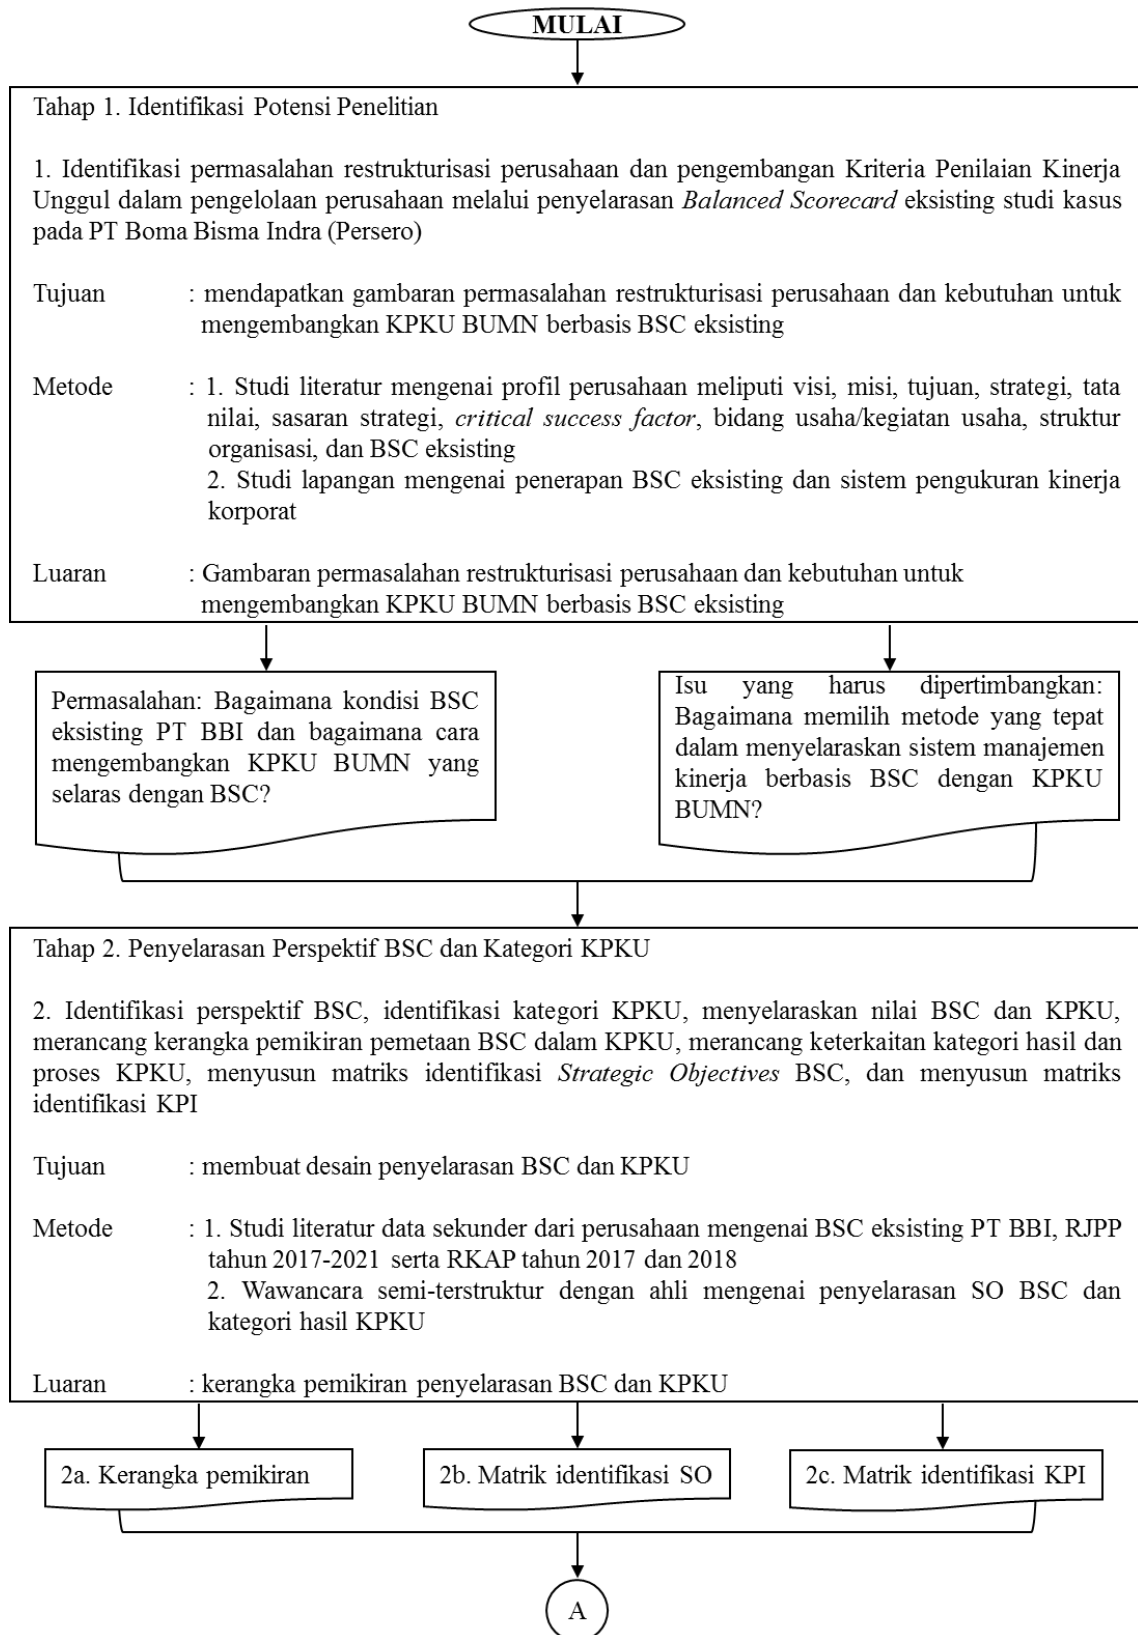 MULAI
Tahap 1. Identifikasi Potensi Penelitian
1. Identifikasi permasalahan restrukturisasi perusahaan dan pengembangan Kriteria Penilaian Kinerja
Unggul dalam pengelolaan perusahaan melalui penyelarasan Balanced Scorecard eksisting studi kasus
pada PT Boma Bisma Indra (Persero)
Tujuan : mendapatkan gambaran permasalahan restrukturisasi perusahaan dan kebutuhan untuk
mengembangkan KPKU BUMN berbasis BSC eksisting
Metode : 1. Studi literatur mengenai profil perusahaan meliputi visi, misi, tujuan, strategi, tata
nilai, sasaran strategi, critical success factor, bidang usaha/kegiatan usaha, struktur
organisasi, dan BSC eksisting
2. Studi lapangan mengenai penerapan BSC eksisting dan sistem pengukuran kinerja
korporat
Luaran : Gambaran permasalahan restrukturisasi perusahaan dan kebutuhan untuk
mengembangkan KPKU BUMN berbasis BSC eksisting
Permasalahan: Bagaimana kondisi BSC
eksisting PT BBI dan bagaimana cara
mengembangkan KPKU BUMN yang
selaras dengan BSC?
Isu yang harus dipertimbangkan:
Bagaimana memilih metode yang tepat
dalam menyelaraskan sistem manajemen
kinerja berbasis BSC dengan KPKU
BUMN?
Tahap 2. Penyelarasan Perspektif BSC dan Kategori KPKU
2. Identifikasi perspektif BSC, identifikasi kategori KPKU, menyelaraskan nilai BSC dan KPKU,
merancang kerangka pemikiran pemetaan BSC dalam KPKU, merancang keterkaitan kategori hasil dan
proses KPKU, menyusun matriks identifikasi Strategic Objectives BSC, dan menyusun matriks
identifikasi KPI
Tujuan : membuat desain penyelarasan BSC dan KPKU
Metode : 1. Studi literatur data sekunder dari perusahaan mengenai BSC eksisting PT BBI, RJPP
tahun 2017-2021 serta RKAP tahun 2017 dan 2018
2. Wawancara semi-terstruktur dengan ahli mengenai penyelarasan SO BSC dan
kategori hasil KPKU
Luaran : kerangka pemikiran penyelarasan BSC dan KPKU
2a. Kerangka pemikiran
2b. Matrik identifikasi SO
2c. Matrik identifikasi KPI
A